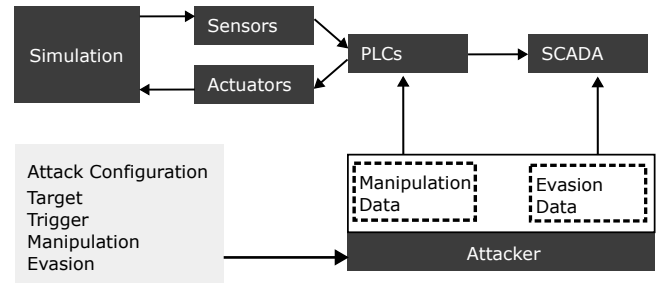 Simulation
Sensors
Actuators
PLCs
SCADA
Attack Configuration
Target
Trigger
Manipulation
Evasion
Manipulation
Data
Evasion
Data
Attacker